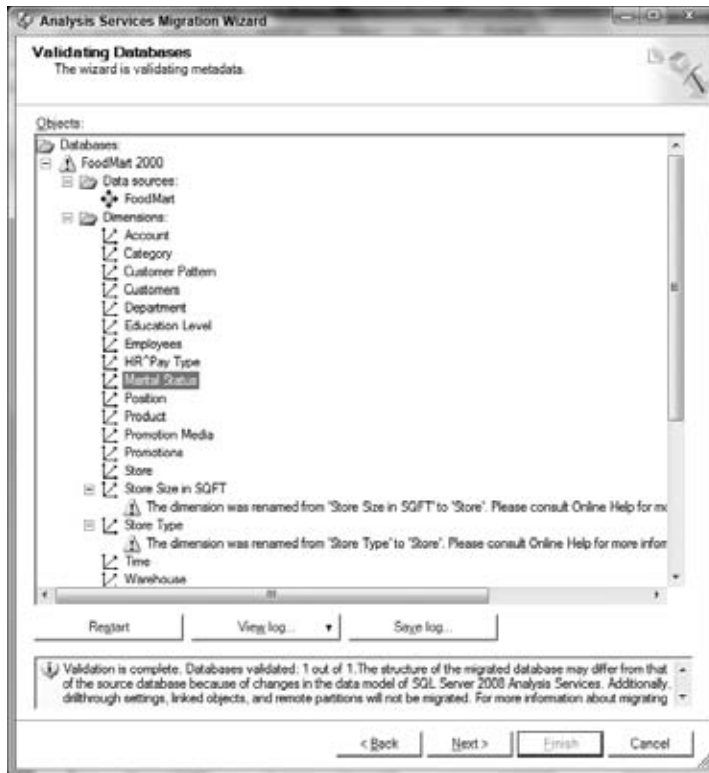 Analysis Services Migration Wizard
Validating Databases
The wizard is validating metadata.
Objects:
Databases:
FoodMart 2000
Data sources:
FoodMart
Dimensions:
Account
Category
Customer Pattern
Customers
Department
Education Level
Employees
HR^Pay Type
Marital Status
Position
Product
Promotion Media
Promotions
Store
Store Size in SQFT
The dimension was renamed from 'Store Size in SQFT' to 'Store'. Please consult Online Help for mo
Store Type
The dimension was renamed from 'Store Type' to 'Store'. Please consult Online Help for more inform
Time
Warehouse
Restart
View log...
Save log...
Validation is complete. Databases validated: 1 out of 1.The structure of the migrated database may differ from that
of the source database because of changes in the data model of SQL Server 2008 Analysis Services. Additionally,
drillthrough settings, linked objects, and remote partitions will not be migrated. For more information about migrating
< Back
Next >
Finish
Cancel